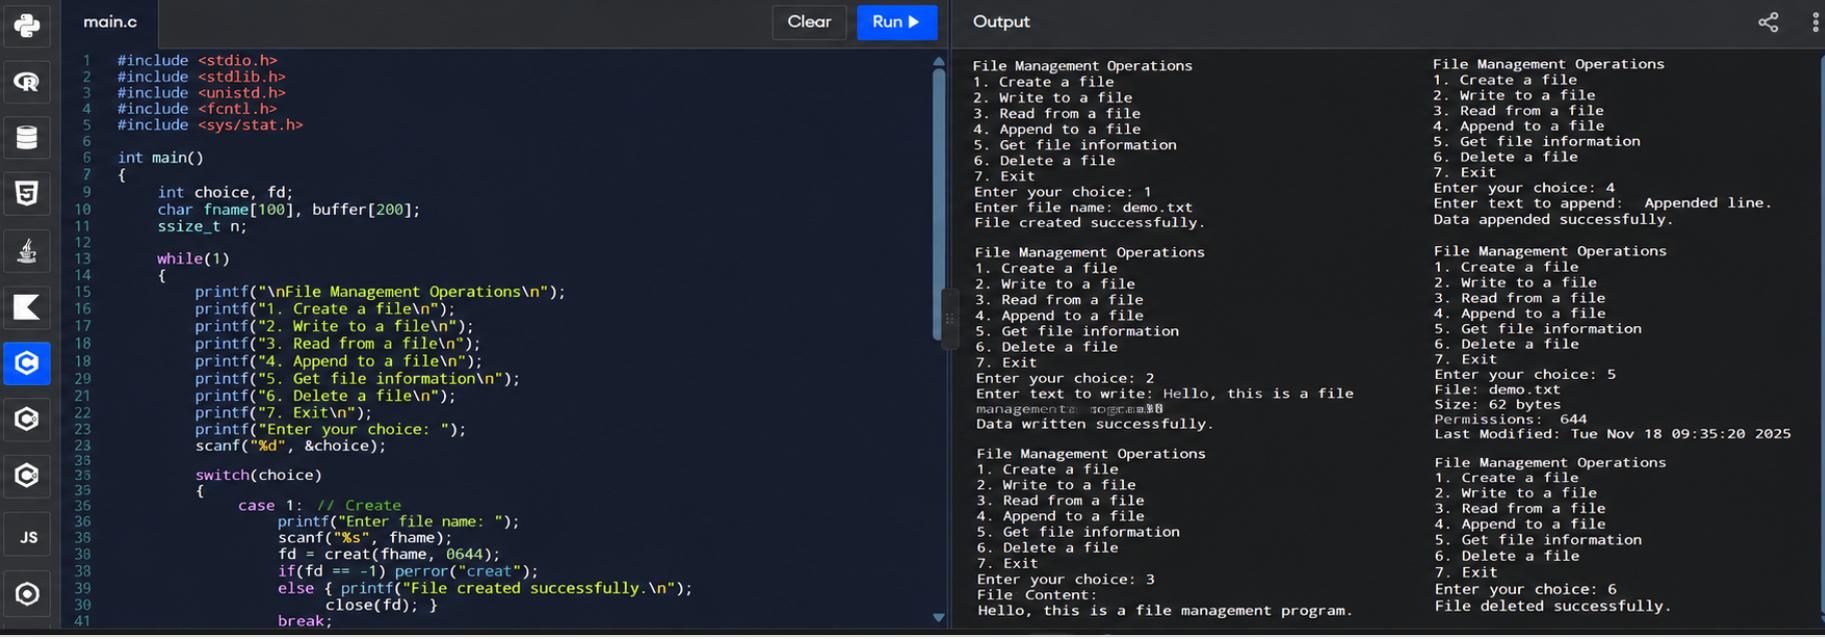 main.c
Clear
Run
1 #include <stdio.h>
2 #include <stdlib.h>
3 #include <unistd.h>
4 #include <fcntl.h>
5 #include <sys/stat.h>
6
6 int main()
7 {
9 int choice, fd;
10 char fname[100], buffer[200];
11 ssize_t n;
12
13 while(1)
14 {
15 printf("\nFile Management Operations\n");
16 printf("1. Create a file\n");
17 printf("2. Write to a file\n");
18 printf("3. Read from a file\n");
18 printf("4. Append to a file\n");
29 printf("5. Get file information\n");
21 printf("6. Delete a file\n");
22 printf("7. Exit\n");
23 printf("Enter your choice: ");
23 scanf("%d", &choice);
switch(choice)
{
36 case 1: // Create
36 printf("Enter file name: ");
38 scanf("%s", fname);
38 fd = creat(fname, 0644);
38 if(fd == -1) perror("creat");
39 else { printf("File created successfully.\n");
30 close(fd); }
41 break;
JS
Output
File Management Operations
1. Create a file
2. Write to a file
3. Read from a file
4. Append to a file
5. Get file information
6. Delete a file
7. Exit
Enter your choice: 1
Enter file name: demo.txt
File created successfully.
File Management Operations
1. Create a file
2. Write to a file
3. Read from a file
4. Append to a file
5. Get file information
6. Delete a file
7. Exit
Enter your choice: 2
Enter text to write: Hello, this is a file
Data written successfully.
File Management Operations
1. Create a file
2. Write to a file
3. Read from a file
4. Append to a file
5. Get file information
6. Delete a file
7. Exit
Enter your choice: 3
File Content:
Hello, this is a file management program.
File Management Operations
1. Create a file
2. Write to a file
3. Read from a file
4. Append to a file
5. Get file information
6. Delete a file
7. Exit
Enter your choice: 4
Enter text to append: Appended line.
Data appended successfully.
File Management Operations
1. Create a file
2. Write to a file
3. Read from a file
4. Append to a file
5. Get file information
6. Delete a file
7. Exit
Enter your choice: 5
File: demo.txt
Size: 62 bytes
Permissions: 644
Last Modified: Tue Nov 18 09:35:20 2025
File Management Operations
1. Create a file
2. Write to a file
3. Read from a file
4. Append to a file
5. Get file information
6. Delete a file
7. Exit
Enter your choice: 6
File deleted successfully.